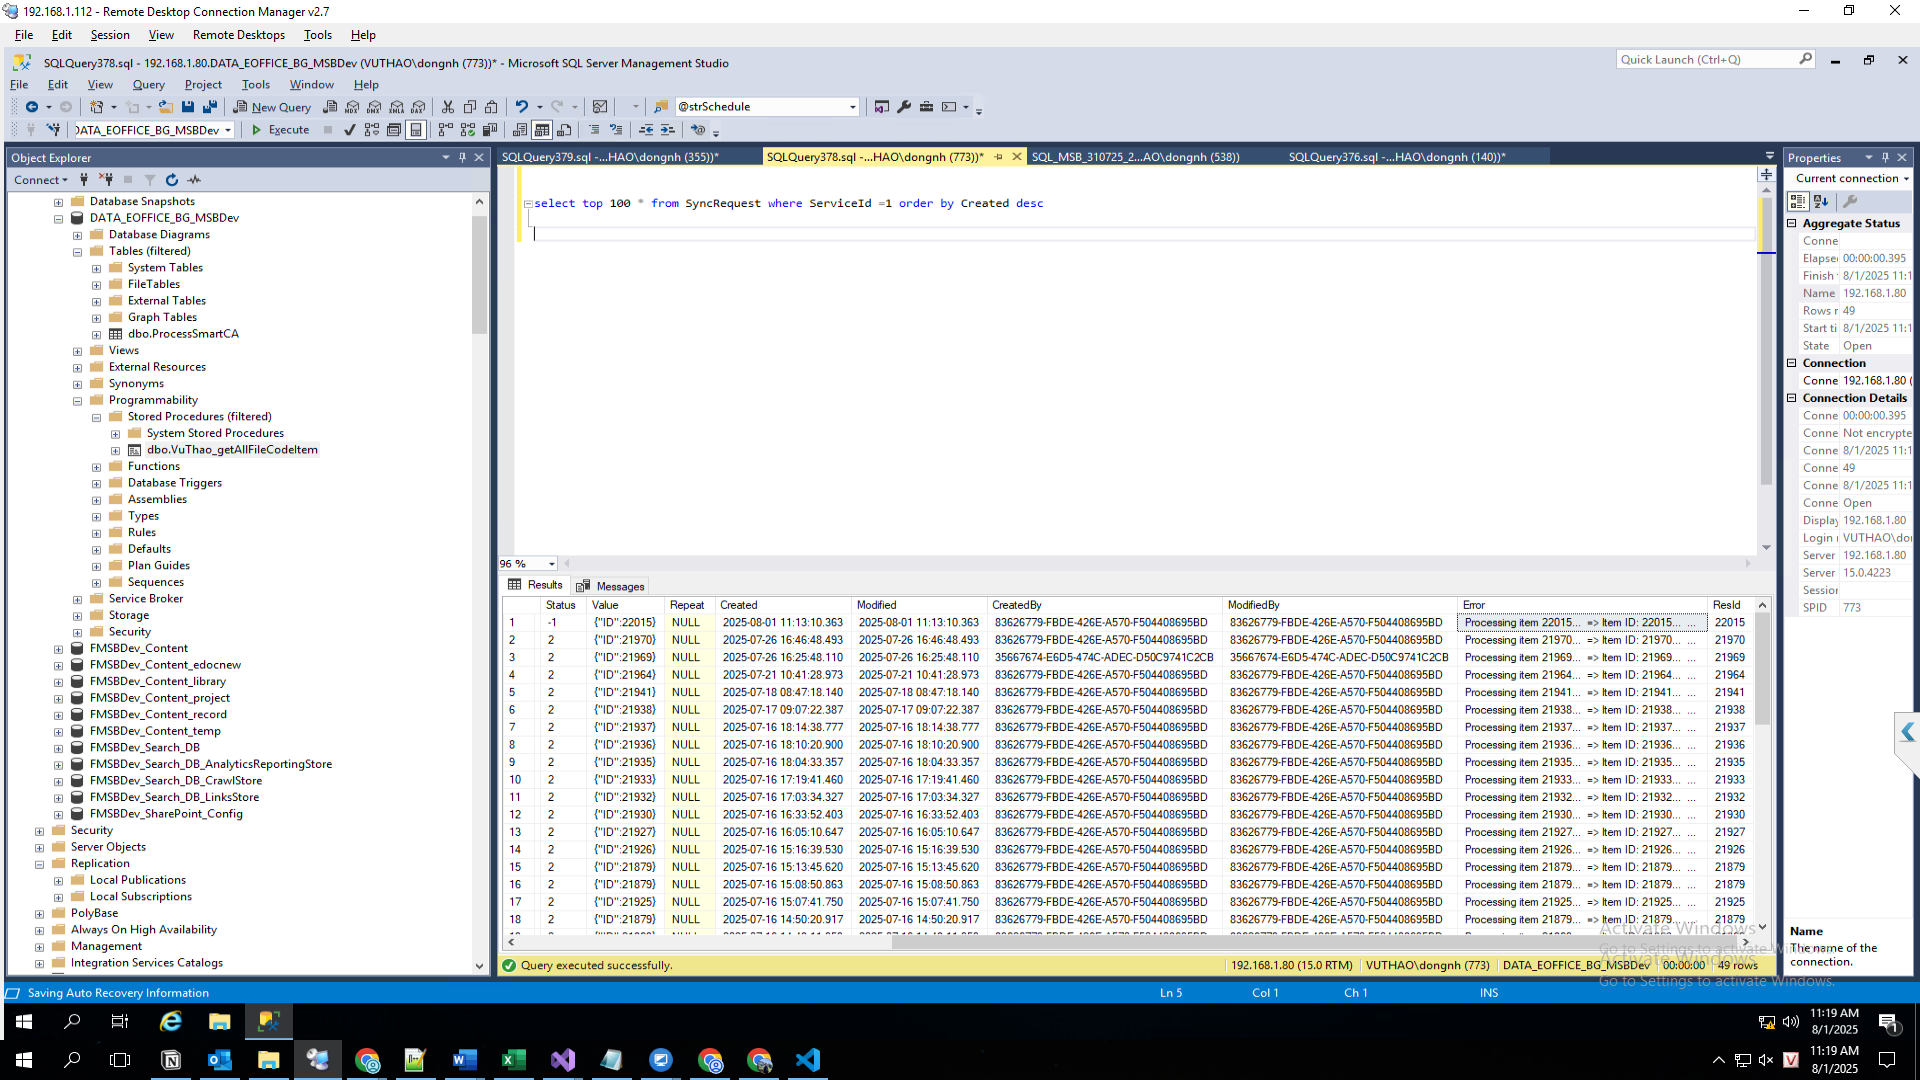 192.168.1.112 - Remote Desktop Connection Manager v2.7
File Edit Session View Remote Desktops Tools Help
SQLQuery378.sql - 192.168.1.80.DATA_EOFFICE_BG_MSBDev (VUTHAO\dongnh (773))* - Microsoft SQL Server Management Studio
Quick Launch (Ctrl+Q)
File Edit View Query Project Tools Window Help
New Query
@strSchedule
DATA_EOFFICE_BG_MSBDev
Execute
Object Explorer
Connect
Database Snapshots
DATA_EOFFICE_BG_MSBDev
Database Diagrams
Tables (filtered)
System Tables
FileTables
External Tables
Graph Tables
dbo.ProcessSmartCA
Views
External Resources
Synonyms
Programmability
Stored Procedures (filtered)
System Stored Procedures
dbo.VuThao_getAllFileCodeItem
Functions
Database Triggers
Assemblies
Types
Rules
Defaults
Plan Guides
Sequences
Service Broker
Storage
Security
FMSBDev_Content
FMSBDev_Content_edocnew
FMSBDev_Content_library
FMSBDev_Content_project
FMSBDev_Content_record
FMSBDev_Content_temp
FMSBDev_Search_DB
FMSBDev_Search_DB_AnalyticsReportingStore
FMSBDev_Search_DB_CrawlStore
FMSBDev_Search_DB_LinksStore
FMSBDev_SharePoint_Config
Security
Server Objects
Replication
Local Publications
Local Subscriptions
PolyBase
Always On High Availability
Management
Integration Services Catalogs
SQLQuery379.sql -...HAO\dongnh (355))* SQLQuery378.sql -...HAO\dongnh (773))* SQL_MSB_310725_2...AO\dongnh (538)) SQLQuery376.sql -...HAO\dongnh (140))*
select top 100 * from SyncRequest where ServiceId =1 order by Created desc
96 %
Results Messages
Status Value Repeat Created Modified CreatedBy ModifiedBy Error ResId
1 -1 {"ID":22015} NULL 2025-08-01 11:13:10.363 2025-08-01 11:13:10.363 83626779-FBDE-426E-A570-F504408695BD 83626779-FBDE-426E-A570-F504408695BD Processing item 22015... => Item ID: 22015... ... 22015
2 2 {"ID":21970} NULL 2025-07-26 16:46:48.493 2025-07-26 16:46:48.493 83626779-FBDE-426E-A570-F504408695BD 83626779-FBDE-426E-A570-F504408695BD Processing item 21970... => Item ID: 21970... ... 21970
3 2 {"ID":21969} NULL 2025-07-26 16:25:48.110 2025-07-26 16:25:48.110 35667674-E6D5-474C-ADEC-D50C9741C2CB 35667674-E6D5-474C-ADEC-D50C9741C2CB Processing item 21969... => Item ID: 21969... ... 21969
4 2 {"ID":21964} NULL 2025-07-21 10:41:28.973 2025-07-21 10:41:28.973 83626779-FBDE-426E-A570-F504408695BD 83626779-FBDE-426E-A570-F504408695BD Processing item 21964... => Item ID: 21964... ... 21964
5 2 {"ID":21941} NULL 2025-07-18 08:47:18.140 2025-07-18 08:47:18.140 83626779-FBDE-426E-A570-F504408695BD 83626779-FBDE-426E-A570-F504408695BD Processing item 21941... => Item ID: 21941... ... 21941
6 2 {"ID":21938} NULL 2025-07-17 09:07:22.387 2025-07-17 09:07:22.387 83626779-FBDE-426E-A570-F504408695BD 83626779-FBDE-426E-A570-F504408695BD Processing item 21938... => Item ID: 21938... ... 21938
7 2 {"ID":21937} NULL 2025-07-16 18:14:38.777 2025-07-16 18:14:38.777 83626779-FBDE-426E-A570-F504408695BD 83626779-FBDE-426E-A570-F504408695BD Processing item 21937... => Item ID: 21937... ... 21937
8 2 {"ID":21936} NULL 2025-07-16 18:10:20.900 2025-07-16 18:10:20.900 83626779-FBDE-426E-A570-F504408695BD 83626779-FBDE-426E-A570-F504408695BD Processing item 21936... => Item ID: 21936... ... 21936
9 2 {"ID":21935} NULL 2025-07-16 18:04:33.357 2025-07-16 18:04:33.357 83626779-FBDE-426E-A570-F504408695BD 83626779-FBDE-426E-A570-F504408695BD Processing item 21935... => Item ID: 21935... ... 21935
10 2 {"ID":21933} NULL 2025-07-16 17:19:41.460 2025-07-16 17:19:41.460 83626779-FBDE-426E-A570-F504408695BD 83626779-FBDE-426E-A570-F504408695BD Processing item 21933... => Item ID: 21933... ... 21933
11 2 {"ID":21932} NULL 2025-07-16 17:03:34.327 2025-07-16 17:03:34.327 83626779-FBDE-426E-A570-F504408695BD 83626779-FBDE-426E-A570-F504408695BD Processing item 21932... => Item ID: 21932... ... 21932
12 2 {"ID":21930} NULL 2025-07-16 16:33:52.403 2025-07-16 16:33:52.403 83626779-FBDE-426E-A570-F504408695BD 83626779-FBDE-426E-A570-F504408695BD Processing item 21930... => Item ID: 21930... ... 21930
13 2 {"ID":21927} NULL 2025-07-16 16:05:10.647 2025-07-16 16:05:10.647 83626779-FBDE-426E-A570-F504408695BD 83626779-FBDE-426E-A570-F504408695BD Processing item 21927... => Item ID: 21927... ... 21927
14 2 {"ID":21926} NULL 2025-07-16 15:16:39.530 2025-07-16 15:16:39.530 83626779-FBDE-426E-A570-F504408695BD 83626779-FBDE-426E-A570-F504408695BD Processing item 21926... => Item ID: 21926... ... 21926
15 2 {"ID":21879} NULL 2025-07-16 15:13:45.620 2025-07-16 15:13:45.620 83626779-FBDE-426E-A570-F504408695BD 83626779-FBDE-426E-A570-F504408695BD Processing item 21879... => Item ID: 21879... ... 21879
16 2 {"ID":21879} NULL 2025-07-16 15:08:50.863 2025-07-16 15:08:50.863 83626779-FBDE-426E-A570-F504408695BD 83626779-FBDE-426E-A570-F504408695BD Processing item 21879... => Item ID: 21879... ... 21879
17 2 {"ID":21925} NULL 2025-07-16 15:07:41.750 2025-07-16 15:07:41.750 83626779-FBDE-426E-A570-F504408695BD 83626779-FBDE-426E-A570-F504408695BD Processing item 21925... => Item ID: 21925... ... 21925
18 2 {"ID":21879} NULL 2025-07-16 14:50:20.917 2025-07-16 14:50:20.917 83626779-FBDE-426E-A570-F504408695BD 83626779-FBDE-426E-A570-F504408695BD Processing item 21879... => Item ID: 21879... ... 21879
Query executed successfully. 192.168.1.80 (15.0 RTM) VUTHAO\dongnh (773) DATA_EOFFICE_BG_MSBDev 00:00:00 49 rows
Properties
Current connection
Aggregate Status
Conne
Elapse 00:00:00.395
Finish 8/1/2025 11:1
Name 192.168.1.80
Rows r 49
Start ti 8/1/2025 11:1
State Open
Connection
Conne 192.168.1.80 (
Connection Details
Conne 00:00:00.395
Conne Not encrypte
Conne 8/1/2025 11:1
Conne 49
Conne 8/1/2025 11:1
Conne Open
Display 192.168.1.80
Login VUTHAO\do
Server 192.168.1.80
Server 15.0.4223
Session
SPID 773
Name
The name of the connection.
Activate Windows
Go to Settings to activate Windows.
Activate Windows
Go to Settings to activate Windows.
Saving Auto Recovery Information Ln 5 Col 1 Ch 1 INS
11:19 AM
8/1/2025
1
11:19 AM
8/1/2025